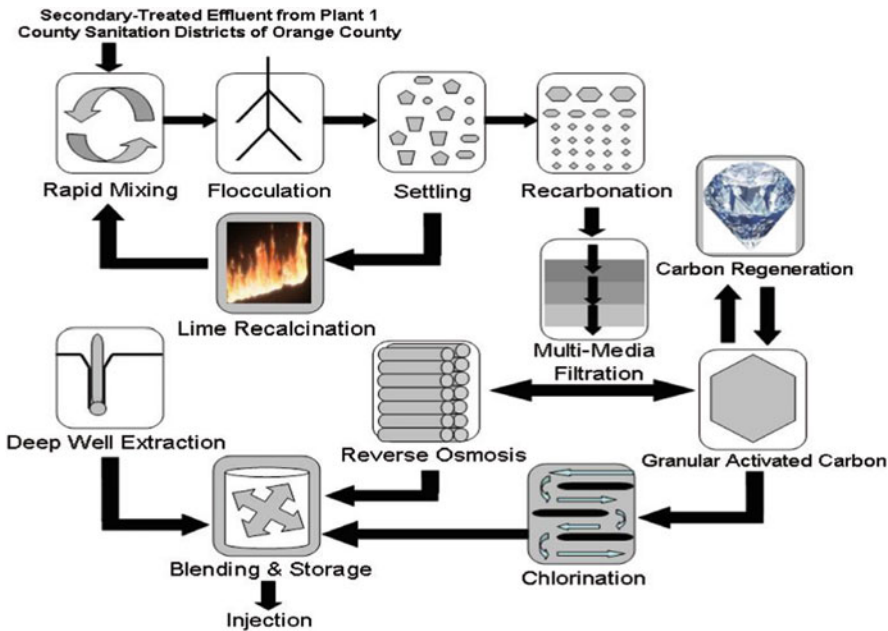 Secondary-Treated Effluent from Plant 1
County Sanitation Districts of Orange County
Rapid Mixing
Flocculation
Settling
Recarbonation
Carbon Regeneration
Lime Recalcination
Multi-Media
Filtration
Deep Well Extraction
Reverse Osmosis
Granular Activated Carbon
Blending & Storage
Chlorination
Injection